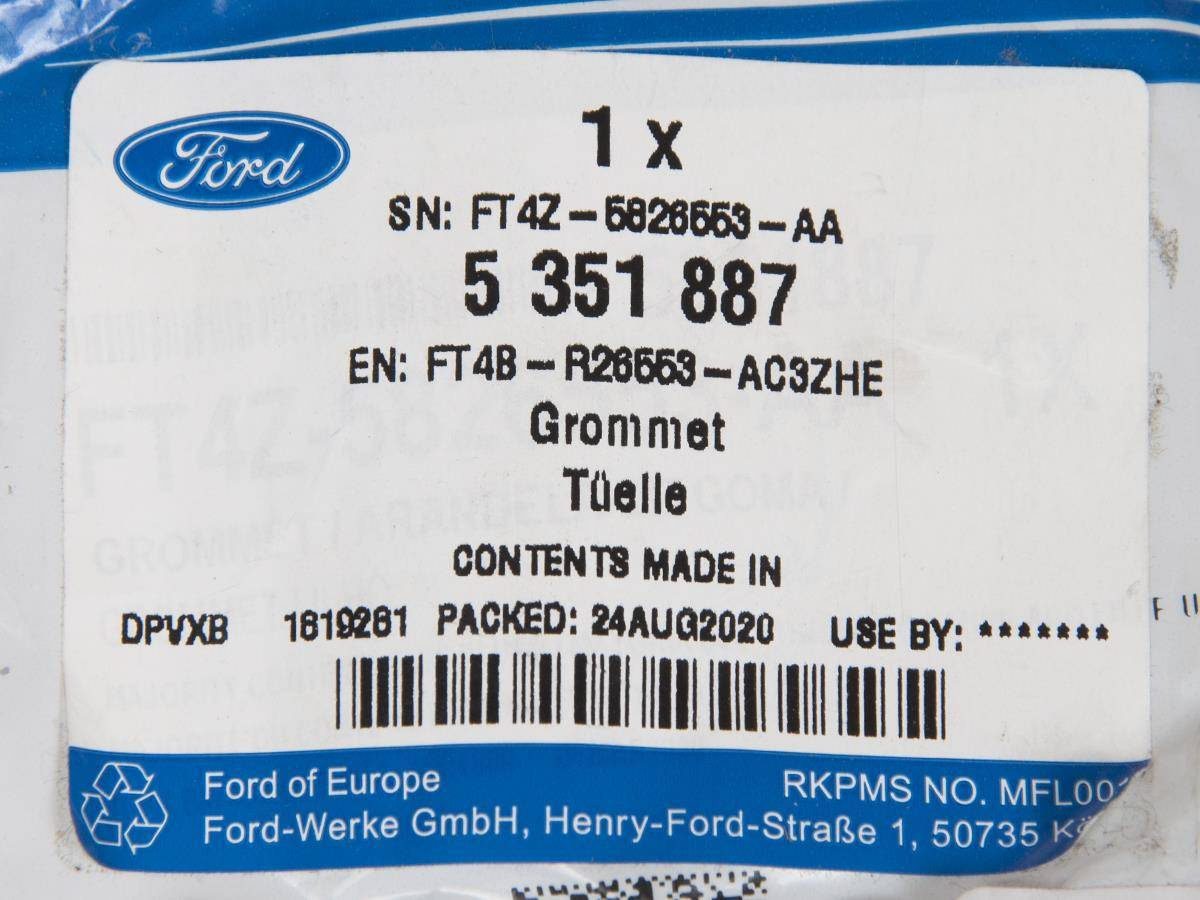 Ford
1 x
SN: FT4Z-5826553-AA
5 351 887
EN: FT4B-R26553-AC3ZHE
Grommet
Tüelle
CONTENTS MADE IN
DPVXB 1619261 PACKED: 24AUG2020 USE BY: *******
Ford of Europe RKPMS NO. MFL00
Ford-Werke GmbH, Henry-Ford-Straße 1, 50735